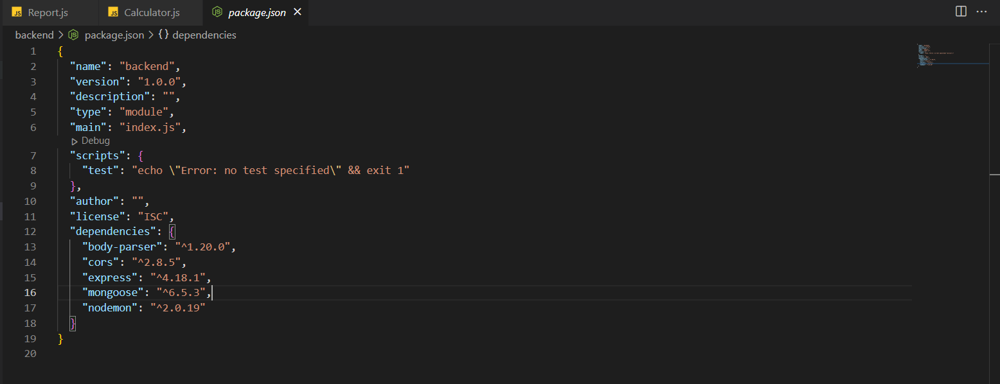 JS Report.js JS Calculator.js package.json
backend > package.json > {} dependencies
1 {
2 "name": "backend",
3 "version": "1.0.0",
4 "description": "",
5 "type": "module",
6 "main": "index.js",
Debug
7 "scripts": {
8 "test": "echo \"Error: no test specified\" && exit 1"
9 },
10 "author": "",
11 "license": "ISC",
12 "dependencies": {
13 "body-parser": "^1.20.0",
14 "cors": "^2.8.5",
15 "express": "^4.18.1",
16 "mongoose": "^6.5.3",
17 "nodemon": "^2.0.19"
18 }
19 }
20